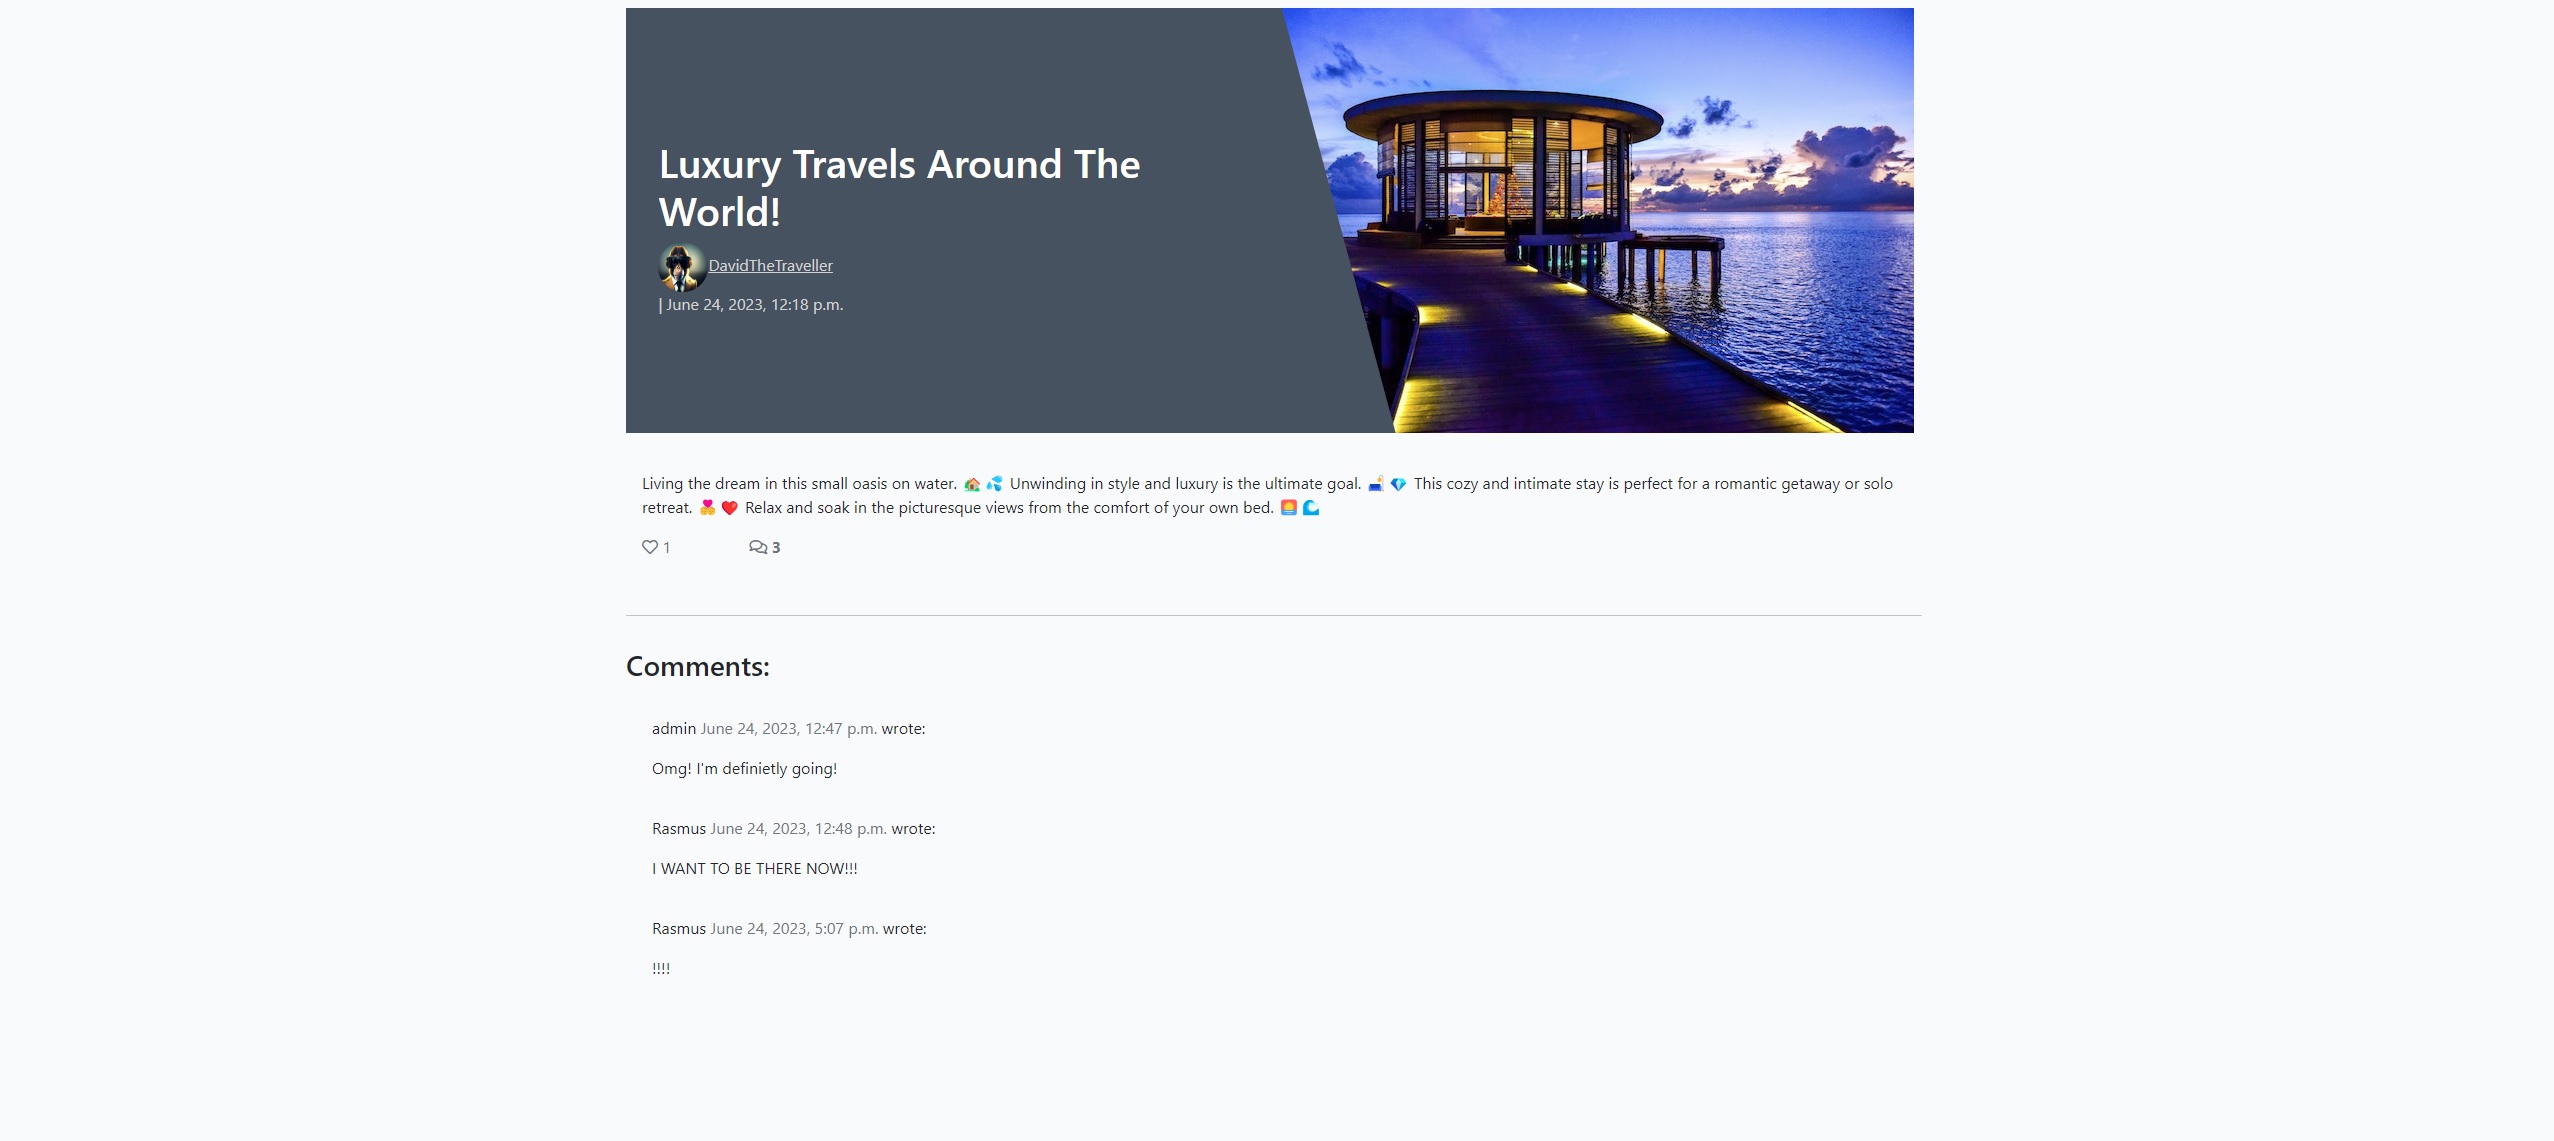 Luxury Travels Around The
World!
DavidTheTraveller
| June 24, 2023, 12:18 p.m.
Living the dream in this small oasis on water. 🏡 💦 Unwinding in style and luxury is the ultimate goal. 🛋️ 💎 This cozy and intimate stay is perfect for a romantic getaway or solo
retreat. 💑 ❤️ Relax and soak in the picturesque views from the comfort of your own bed. 🌅 🌊
1 3
Comments:
admin June 24, 2023, 12:47 p.m. wrote:
Omg! I'm definietly going!
Rasmus June 24, 2023, 12:48 p.m. wrote:
I WANT TO BE THERE NOW!!!
Rasmus June 24, 2023, 5:07 p.m. wrote:
!!!!